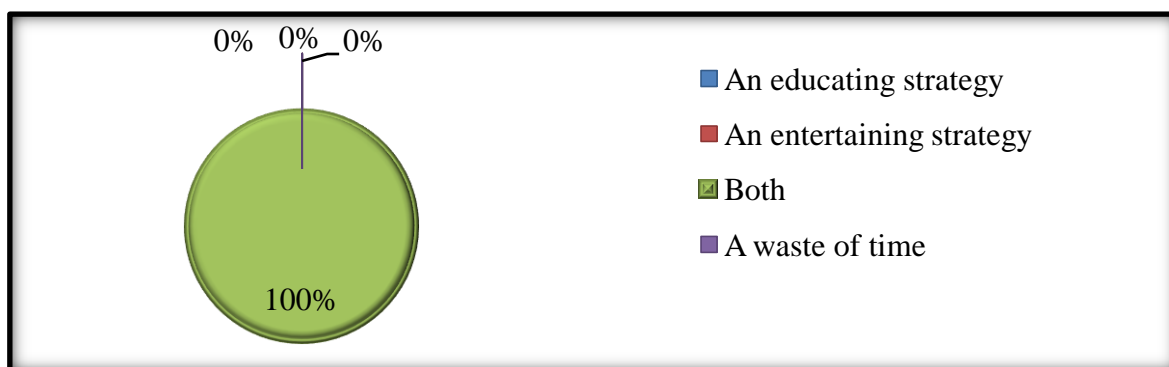 0% 0% 0%
100%
An educating strategy
An entertaining strategy
Both
A waste of time